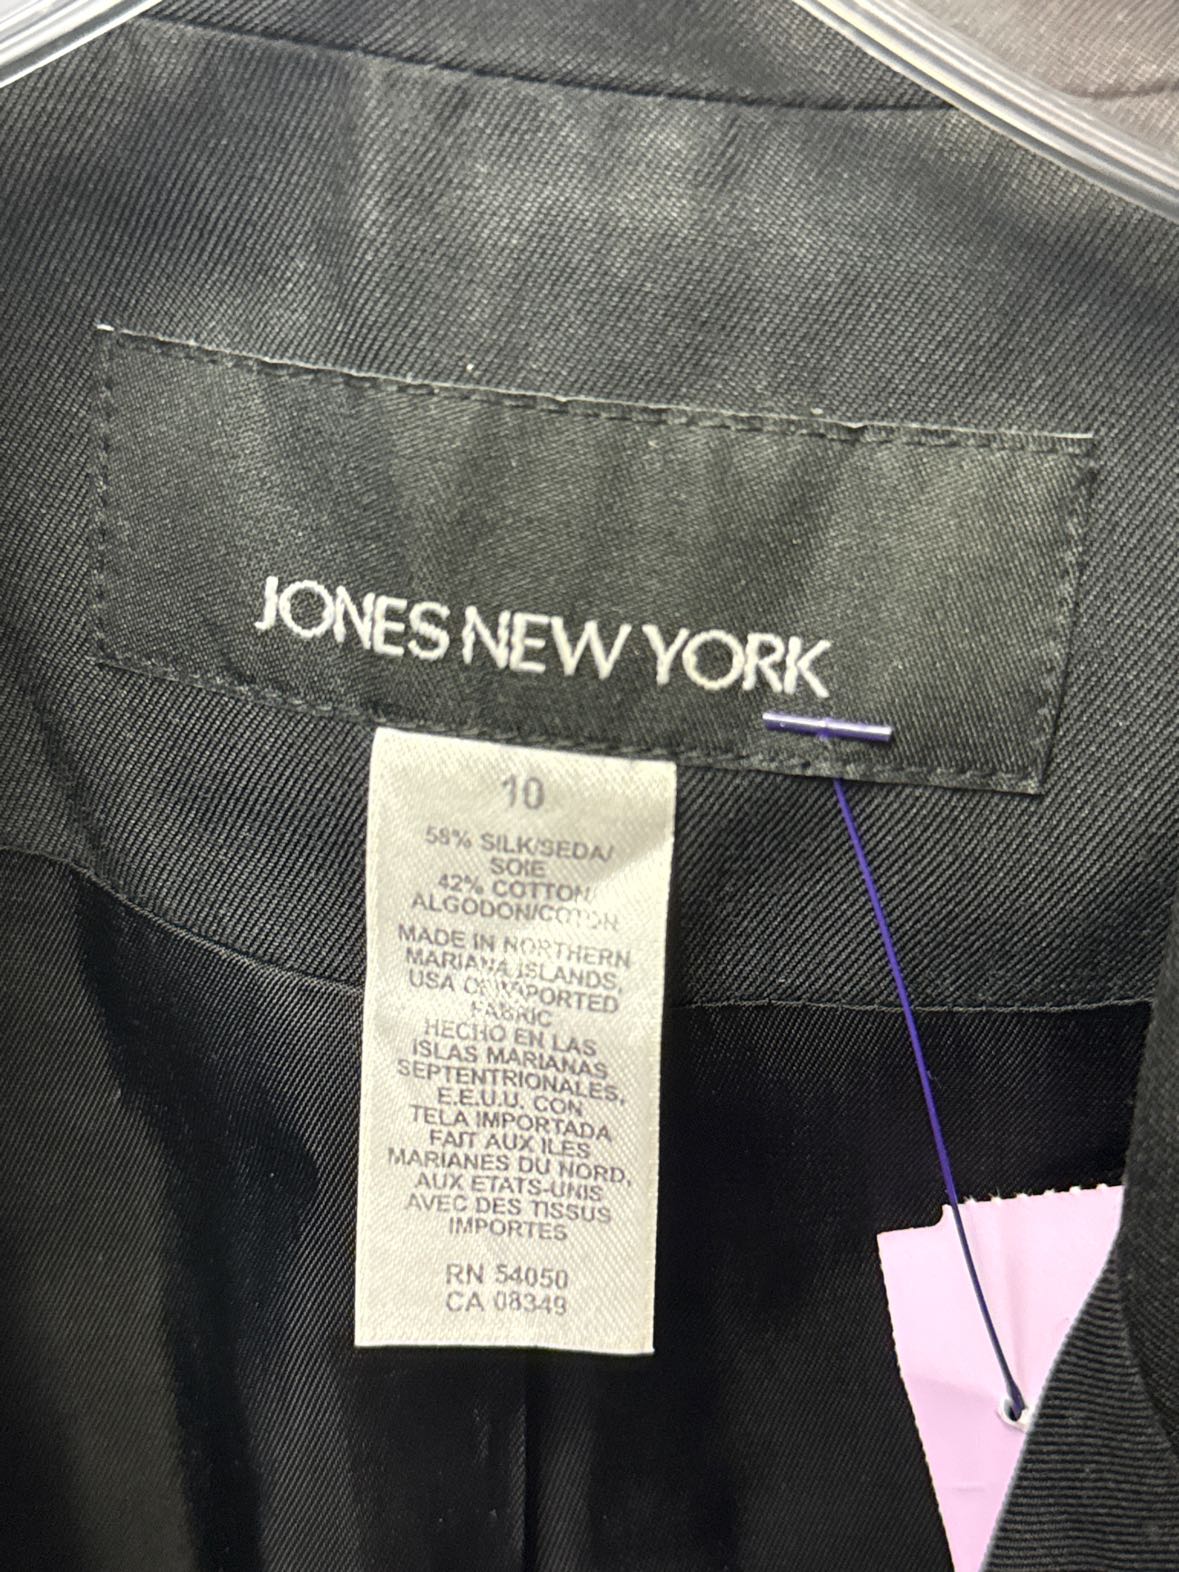 JONES NEW YORK
10
58% SILK/SEDA/
SOIE
42% COTTON/
ALGODON/COTON
MADE IN NORTHERN
MARIANA ISLANDS,
USA OF IMPORTED
FABRIC
HECHO EN LAS
ISLAS MARIANAS
SEPTENTRIONALES,
E.E.U.U. CON
TELA IMPORTADA
FAIT AUX ILES
MARIANES DU NORD,
AUX ETATS-UNIS
AVEC DES TISSUS
IMPORTES
RN 54050
CA 08349